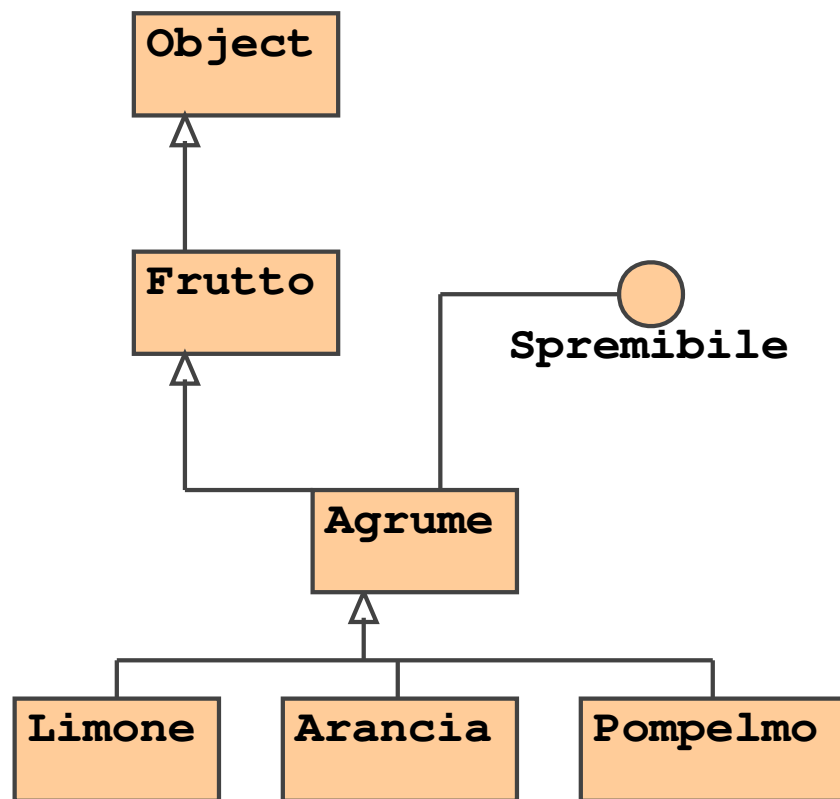 Object
Frutto
Spremibile
Agrume
Limone
Arancia
Pompelmo